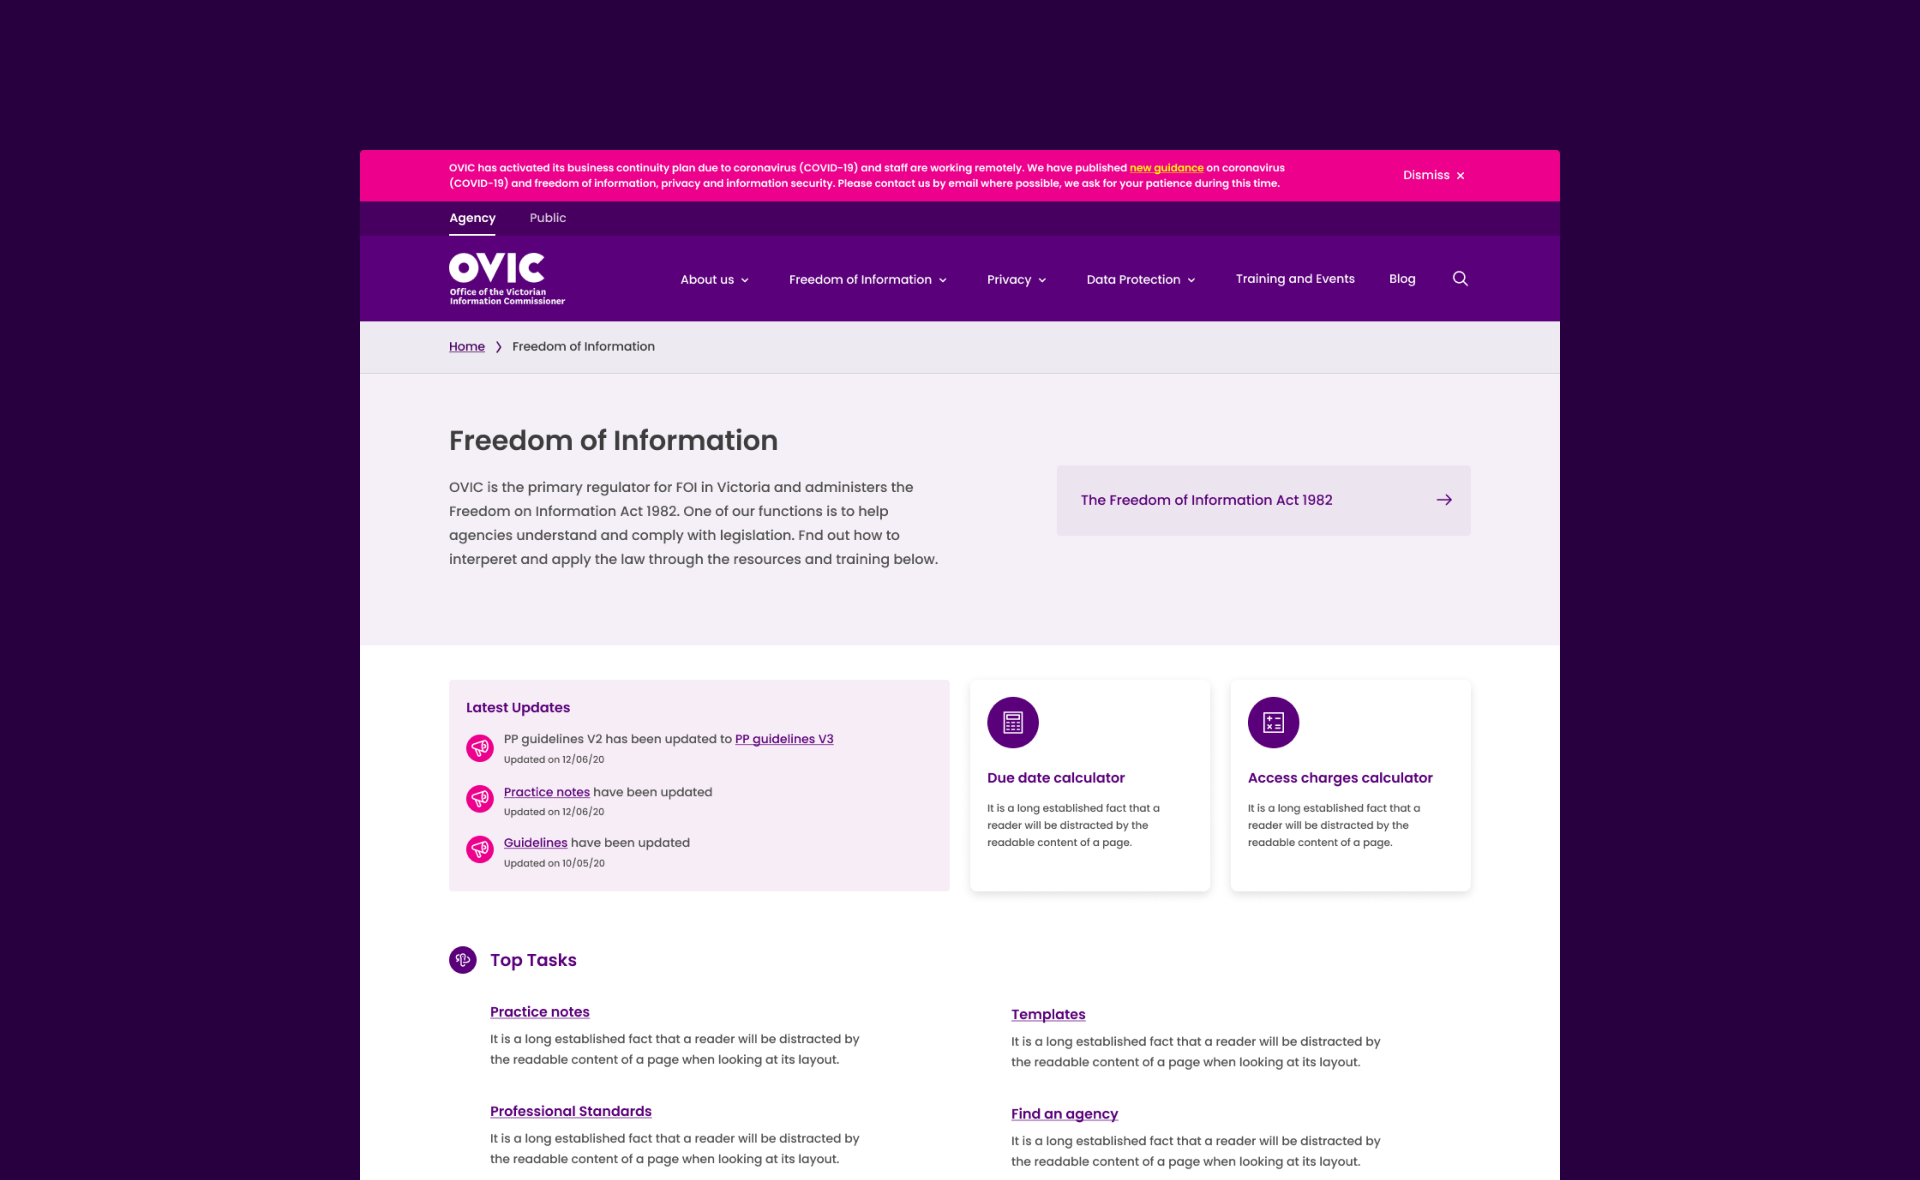 OVIC has activated its business continuity plan due to coronavirus (COVID-19) and staff are working remotely. We have published new guidance on coronavirus
(COVID-19) and freedom of information, privacy and information security. Please contact us by email where possible, we ask for your patience during this time.
Dismiss ×
Agency Public
OVIC
Office of the Victorian
Information Commissioner
About us Freedom of Information Privacy Data Protection Training and Events Blog
Home Freedom of Information
Freedom of Information
OVIC is the primary regulator for FOI in Victoria and administers the
Freedom on Information Act 1982. One of our functions is to help
agencies understand and comply with legislation. Fnd out how to
interperet and apply the law through the resources and training below.
The Freedom of Information Act 1982
Latest Updates
PP guidelines V2 has been updated to PP guidelines V3
Updated on 12/06/20
Practice notes have been updated
Updated on 12/06/20
Guidelines have been updated
Updated on 10/05/20
Due date calculator
It is a long established fact that a
reader will be distracted by the
readable content of a page.
Access charges calculator
It is a long established fact that a
reader will be distracted by the
readable content of a page.
Top Tasks
Practice notes
It is a long established fact that a reader will be distracted by
the readable content of a page when looking at its layout.
Templates
It is a long established fact that a reader will be distracted by
the readable content of a page when looking at its layout.
Professional Standards
It is a long established fact that a reader will be distracted by
the readable content of a page when looking at its layout.
Find an agency
It is a long established fact that a reader will be distracted by
the readable content of a page when looking at its layout.